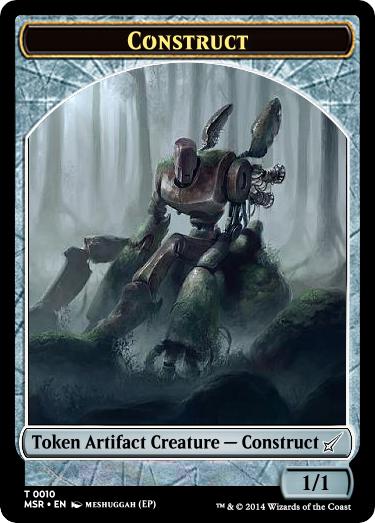 Construct
Token Artifact Creature — Construct
1/1
T 0010
MSR • EN MESHUGGAH (EP)
™ & © 2014 Wizards of the Coast